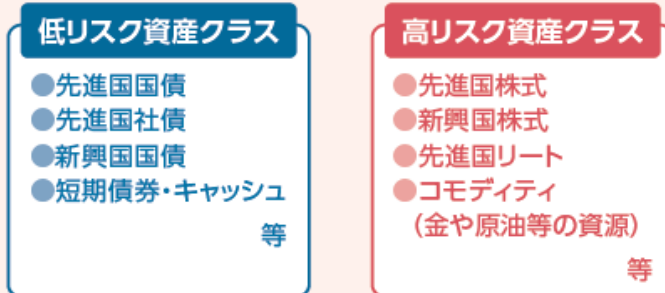 低リスク資産クラス
●先進国国債
●先進国社債
●新興国国債
●短期債券・キャッシュ
等
高リスク資産クラス
●先進国株式
●新興国株式
●先進国リート
●コモディティ
（金や原油等の資源）
等